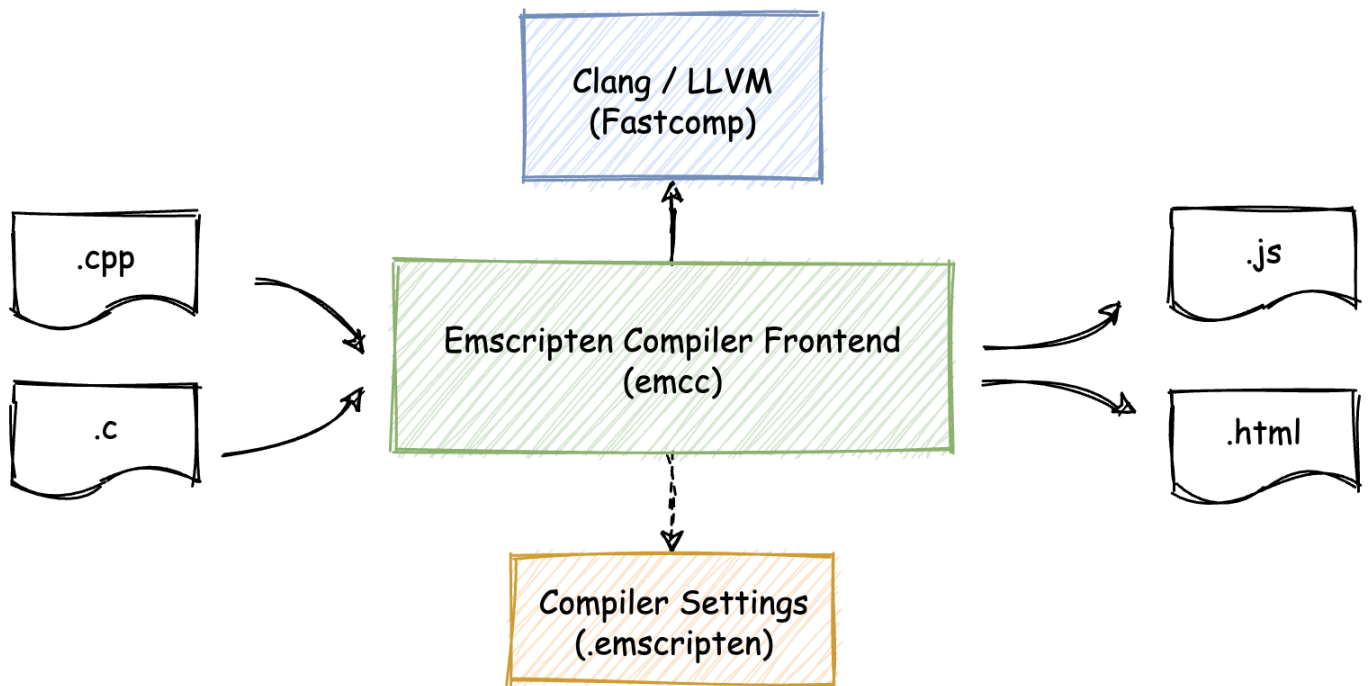 Clang / LLVM
(Fastcomp)
.cpp
.c
Emscripten Compiler Frontend
(emcc)
.js
.html
Compiler Settings
(.emscripten)